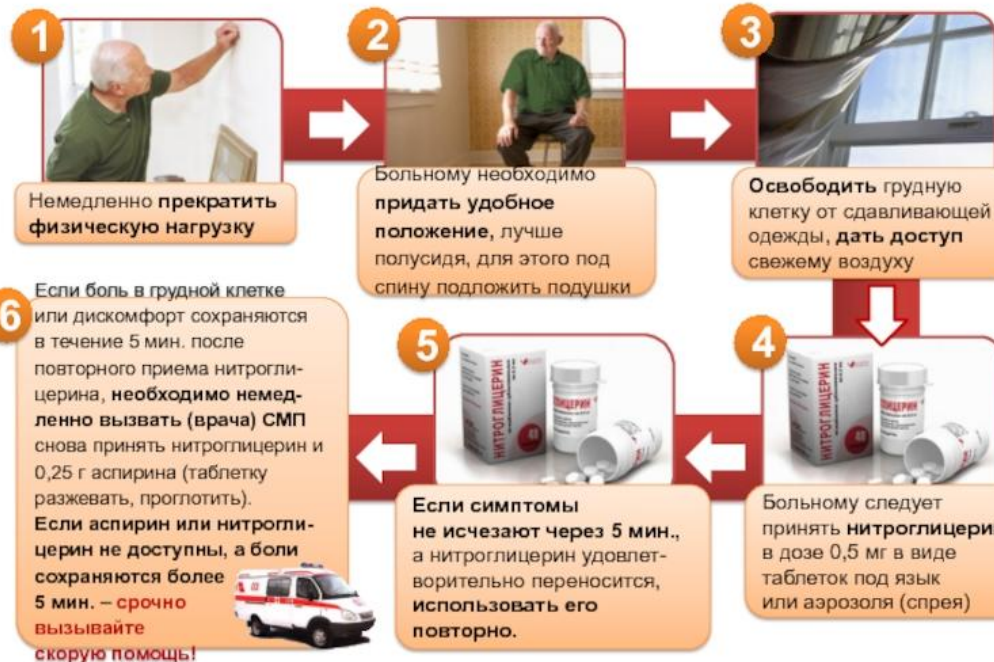 1
Немедленно прекратить
физическую нагрузку
2
Больному необходимо
придать удобное
положение, лучше
полусидя, для этого под
спину подложить подушки
3
Освободить грудную
клетку от сдавливающей
одежды, дать доступ
свежему воздуху
4
НИТРОГЛИЦЕРИН
40
ЛИЦЕРИН
Больному следует
принять нитроглицери
в дозе 0,5 мг в виде
таблеток под язык
или аэрозоля (спрея)
5
НИТРОГЛИЦЕРИН
40
ЛИЦЕРИН
Если симптомы
не исчезают через 5 мин.,
а нитроглицерин удовлет-
ворительно переносится,
использовать его
повторно.
6
Если боль в грудной клетке
или дискомфорт сохраняются
в течение 5 мин. после
повторного приема нитрогли-
церина, необходимо немед-
ленно вызвать (врача) СМП
снова принять нитроглицерин и
0,25 г аспирина (таблетку
разжевать, проглотить).
Если аспирин или нитрогли-
церин не доступны, а боли
сохраняются более
5 мин. – срочно
вызывайте
скорую помощь!